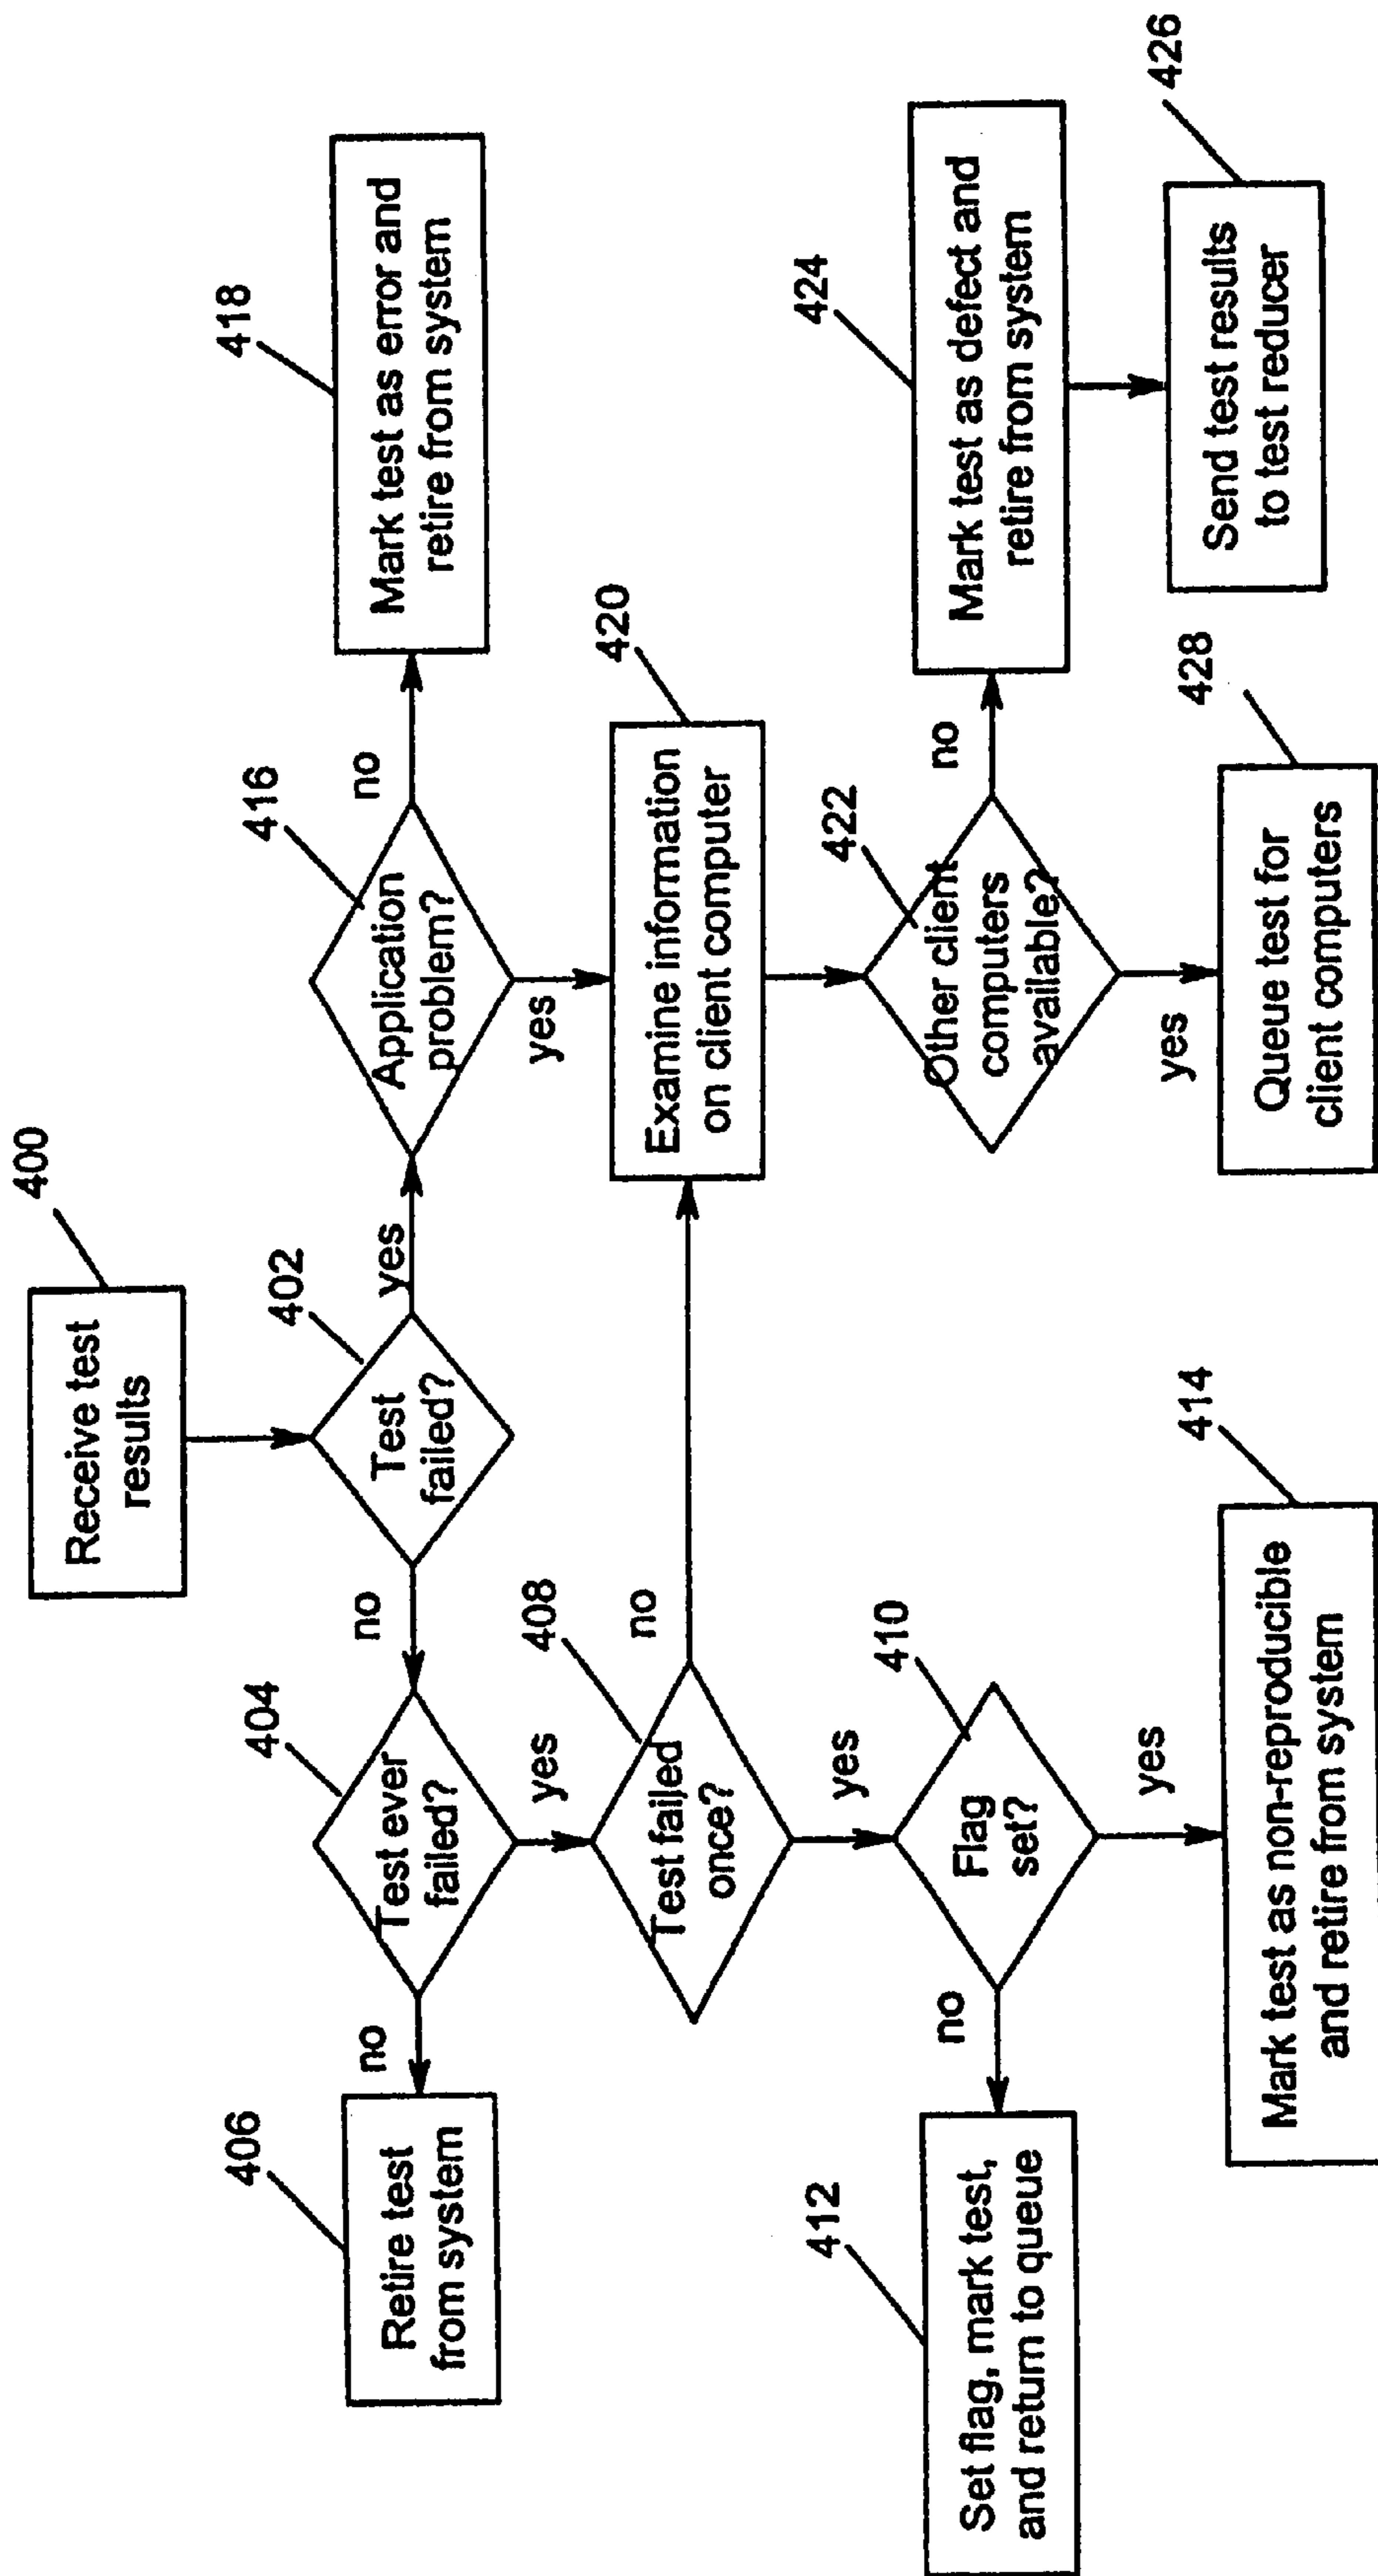 400
Receive test
results
402
Test
failed?
yes
no
404
Test ever
failed?
no
yes
406
Retire test
from system
408
Test failed
once?
no
yes
410
Flag
set?
no
yes
412
Set flag, mark test,
and return to queue
414
Mark test as non-reproducible
and retire from system
416
Application
problem?
no
yes
418
Mark test as error and
retire from system
420
Examine information
on client computer
422
Other client
computers
available?
no
yes
424
Mark test as defect and
retire from system
426
Send test results
to test reducer
428
Queue test for
client computers